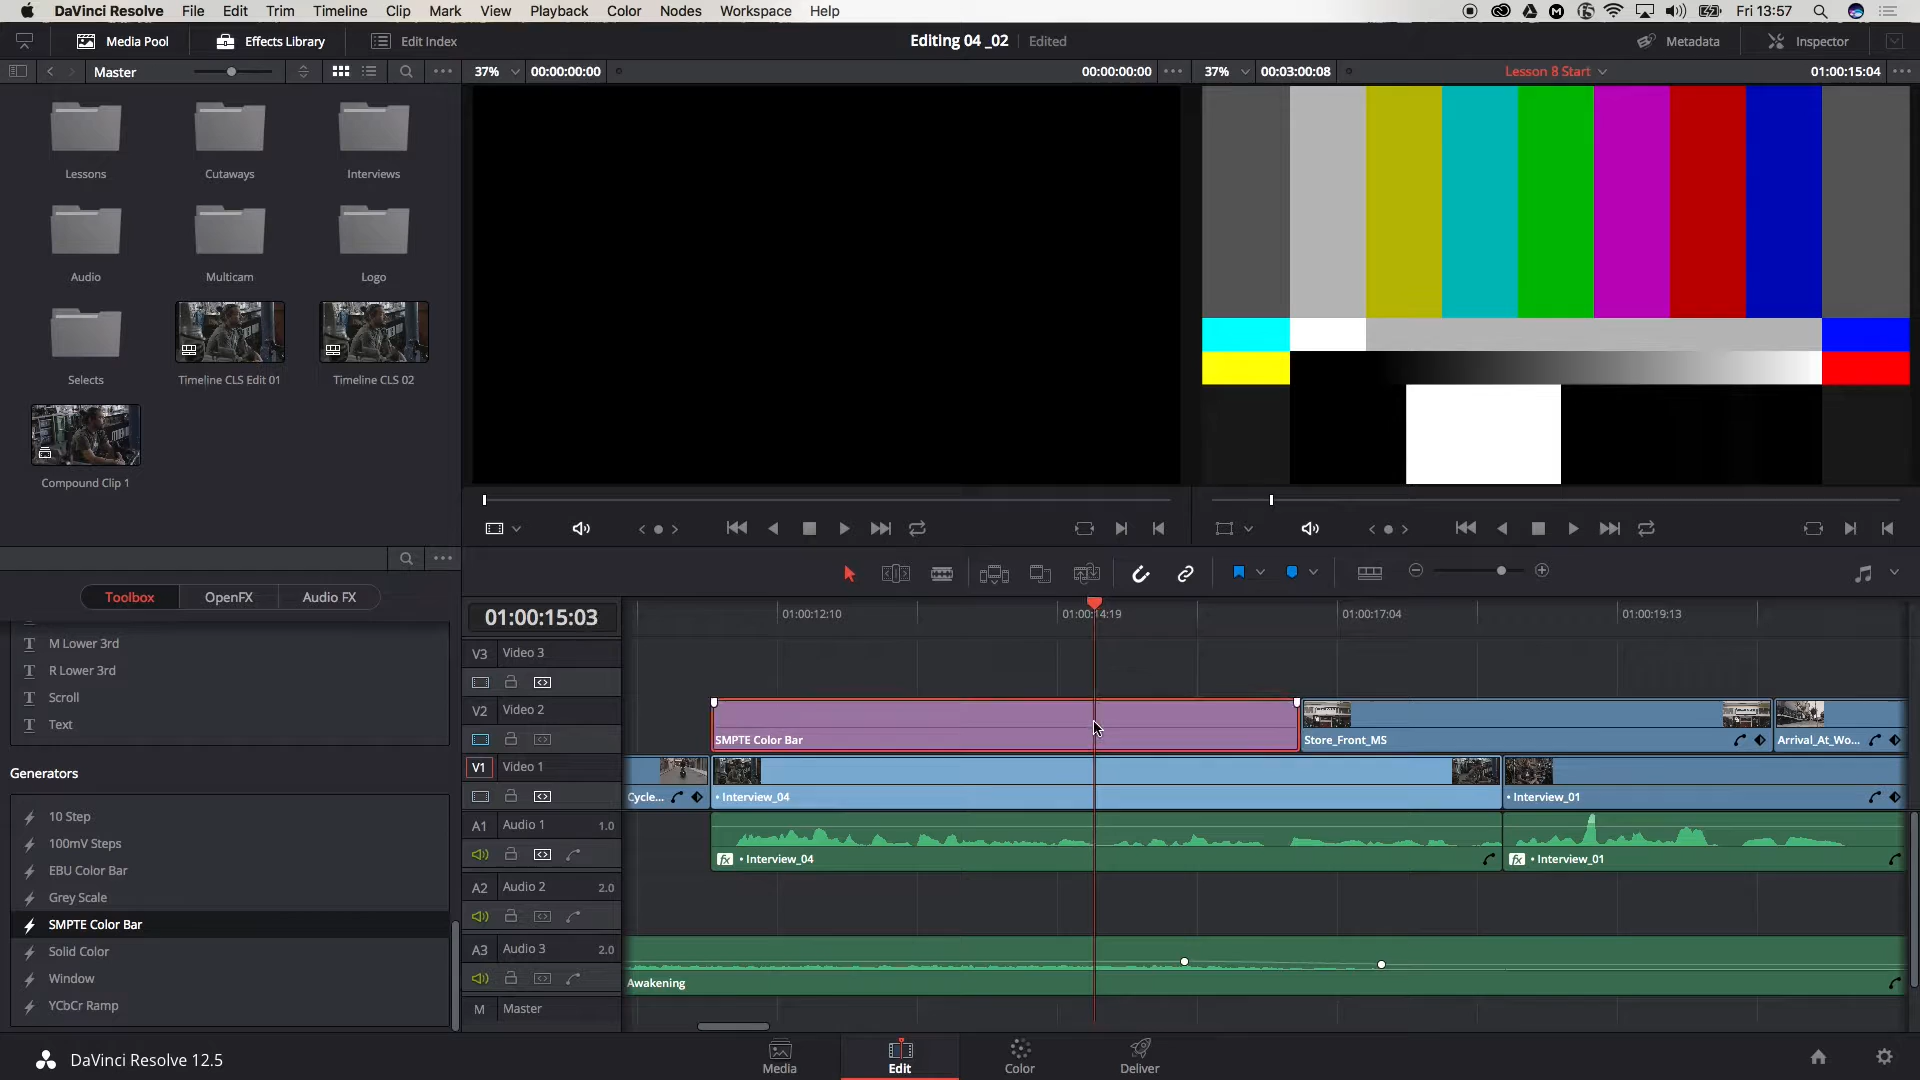 DaVinci Resolve File Edit Trim Timeline Clip Mark View Playback Color Nodes Workspace Help Fri 13:57
Media Pool Effects Library Edit Index Editing 04 _02 Edited Metadata Inspector
Master 37% 00:00:00:00 00:00:00:00 37% 00:03:00:08 Lesson 8 Start 01:00:15:04
Lessons Cutaways Interviews
Audio Multicam Logo
Selects Timeline CLS Edit 01 Timeline CLS 02
Compound Clip 1
Toolbox OpenFX Audio FX
M Lower 3rd
R Lower 3rd
Scroll
Text
Generators
10 Step
100mV Steps
EBU Color Bar
Grey Scale
SMPTE Color Bar
Solid Color
Window
YCbCr Ramp
01:00:15:03 01:00:12:10 01:00:14:19 01:00:17:04 01:00:19:13
V3 Video 3
V2 Video 2
SMPTE Color Bar Store_Front_MS Arrival_At_Wo...
V1 Video 1
Cycle... • Interview_04 • Interview_01
A1 Audio 1 1.0
fx • Interview_04 fx • Interview_01
A2 Audio 2 2.0
A3 Audio 3 2.0
Awakening
M Master
DaVinci Resolve 12.5 Media Edit Color Deliver